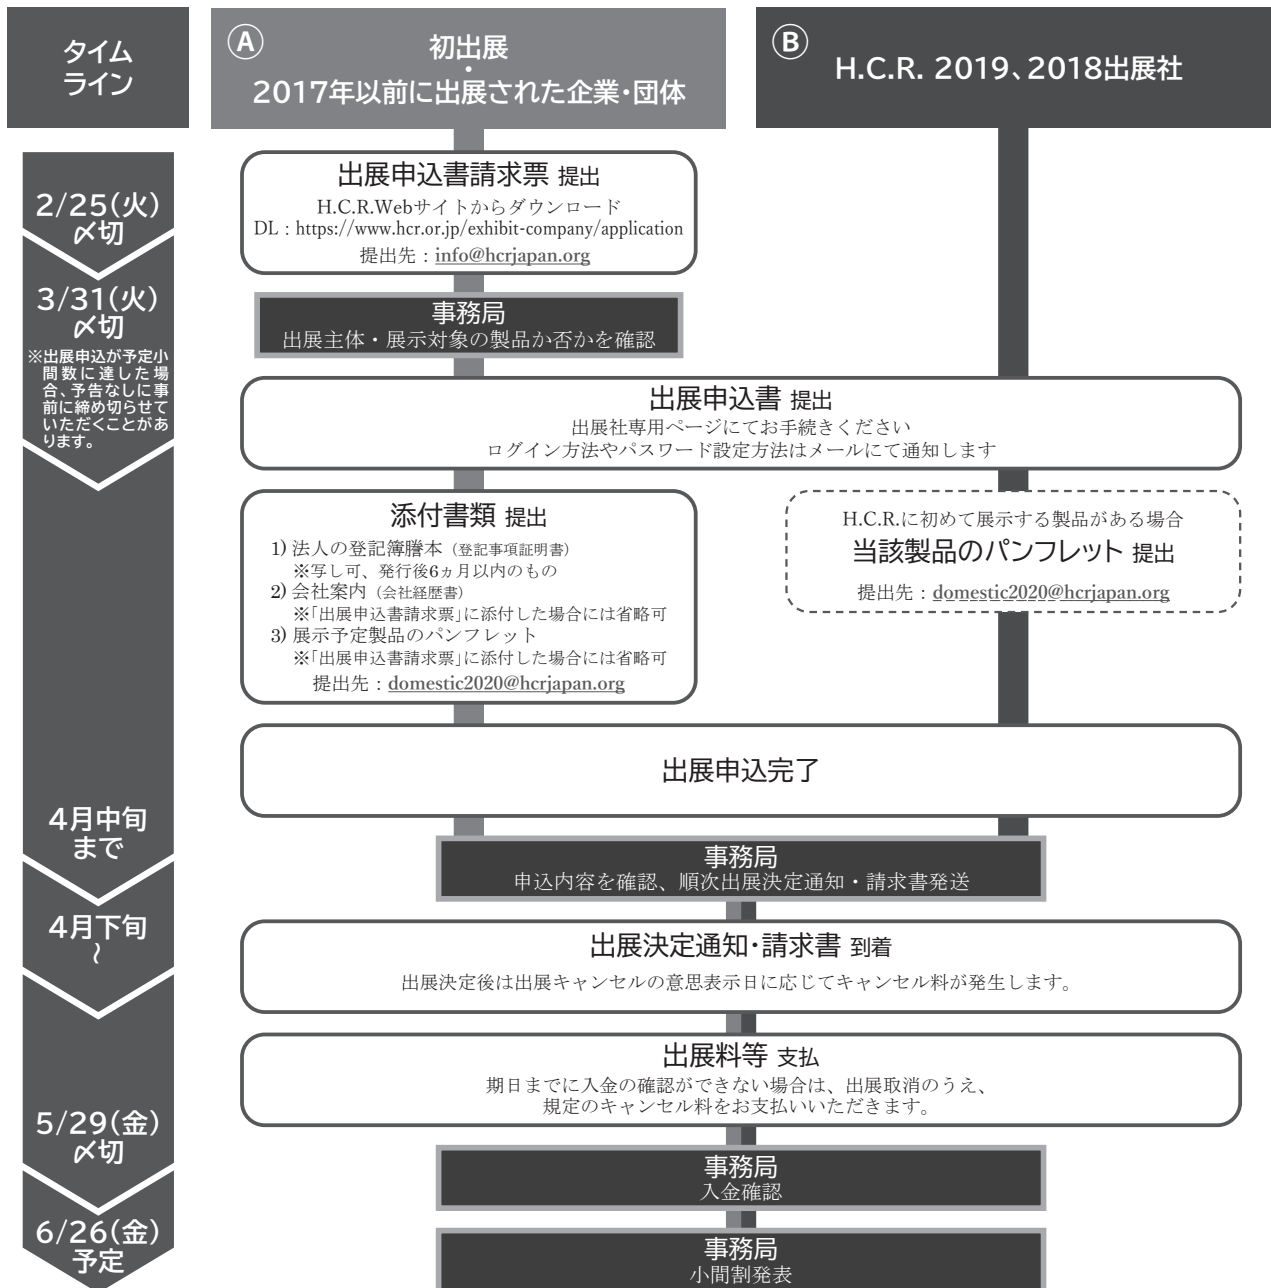 タイム
ライン
Ⓐ
初出展
・
2017年以前に出展された企業・団体
Ⓑ
H.C.R. 2019、2018出展社
2/25(火)
〆切
出展申込書請求票 提出
H.C.R.Webサイトからダウンロード
DL：https://www.hcr.or.jp/exhibit-company/application
提出先：info@hcrjapan.org
3/31(火)
〆切
※出展申込が予定小
間数に達した場
合、予告なしに事
前に締め切らせて
いただくことがあ
ります。
事務局
出展主体・展示対象の製品か否かを確認
出展申込書 提出
出展社専用ページにてお手続きください
ログイン方法やパスワード設定方法はメールにて通知します
添付書類 提出
1) 法人の登記簿謄本（登記事項証明書）
※写し可、発行後6ヵ月以内のもの
2) 会社案内（会社経歴書）
※「出展申込書請求票」に添付した場合には省略可
3) 展示予定製品のパンフレット
※「出展申込書請求票」に添付した場合には省略可
提出先：domestic2020@hcrjapan.org
H.C.R.に初めて展示する製品がある場合
当該製品のパンフレット 提出
提出先：domestic2020@hcrjapan.org
出展申込完了
4月中旬
まで
事務局
申込内容を確認、順次出展決定通知・請求書発送
4月下旬
～
出展決定通知・請求書 到着
出展決定後は出展キャンセルの意思表示日に応じてキャンセル料が発生します。
出展料等 支払
期日までに入金の確認ができない場合は、出展取消のうえ、
規定のキャンセル料をお支払いいただきます。
5/29(金)
〆切
事務局
入金確認
6/26(金)
予定
事務局
小間割発表